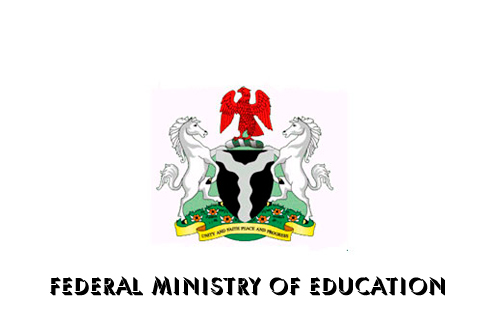 UNITY AND FAITH PEACE AND PROGRESS
FEDERAL MINISTRY OF EDUCATION